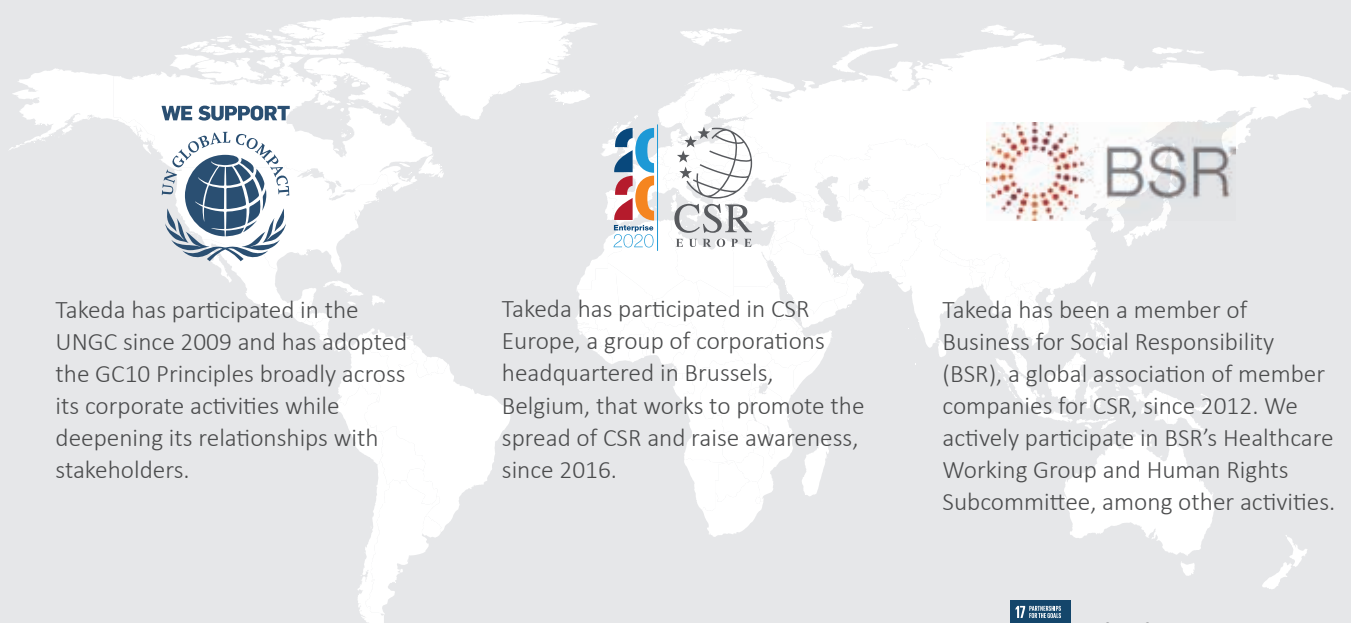 WE SUPPORT
UN GLOBAL COMPACT
Takeda has participated in the
UNGC since 2009 and has adopted
the GC10 Principles broadly across
its corporate activities while
deepening its relationships with
stakeholders.
20
20
Enterprise
2020
CSR
EUROPE
Takeda has participated in CSR
Europe, a group of corporations
headquartered in Brussels,
Belgium, that works to promote the
spread of CSR and raise awareness,
since 2016.
BSR
Takeda has been a member of
Business for Social Responsibility
(BSR), a global association of member
companies for CSR, since 2012. We
actively participate in BSR’s Healthcare
Working Group and Human Rights
Subcommittee, among other activities.
17 PARTNERSHIPS
FOR THE GOALS